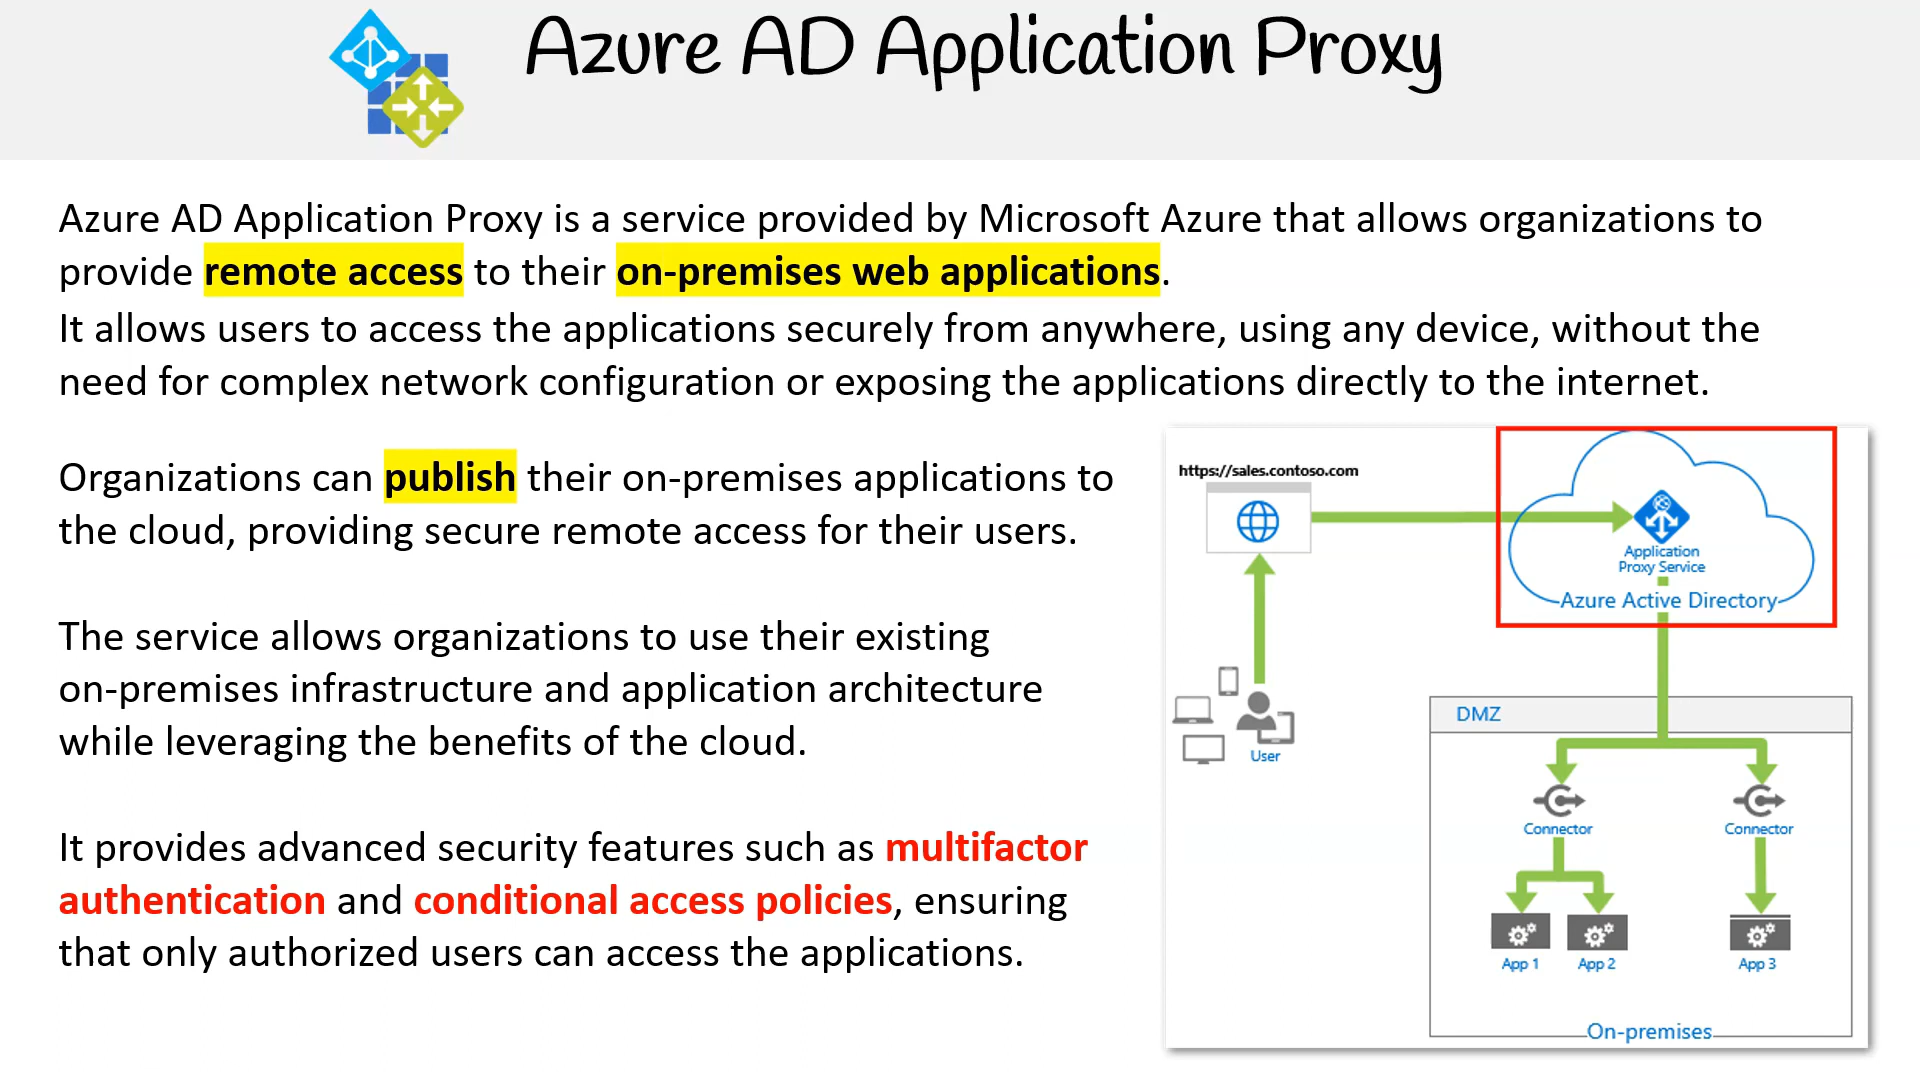 Azure AD Application Proxy
Azure AD Application Proxy is a service provided by Microsoft Azure that allows organizations to
provide remote access to their on-premises web applications.
It allows users to access the applications securely from anywhere, using any device, without the
need for complex network configuration or exposing the applications directly to the internet.
Organizations can publish their on-premises applications to
the cloud, providing secure remote access for their users.
The service allows organizations to use their existing
on-premises infrastructure and application architecture
while leveraging the benefits of the cloud.
It provides advanced security features such as multifactor
authentication and conditional access policies, ensuring
that only authorized users can access the applications.
https://sales.contoso.com
Application
Proxy Service
Azure Active Directory
User
DMZ
Connector
Connector
App 1
App 2
App 3
On-premises